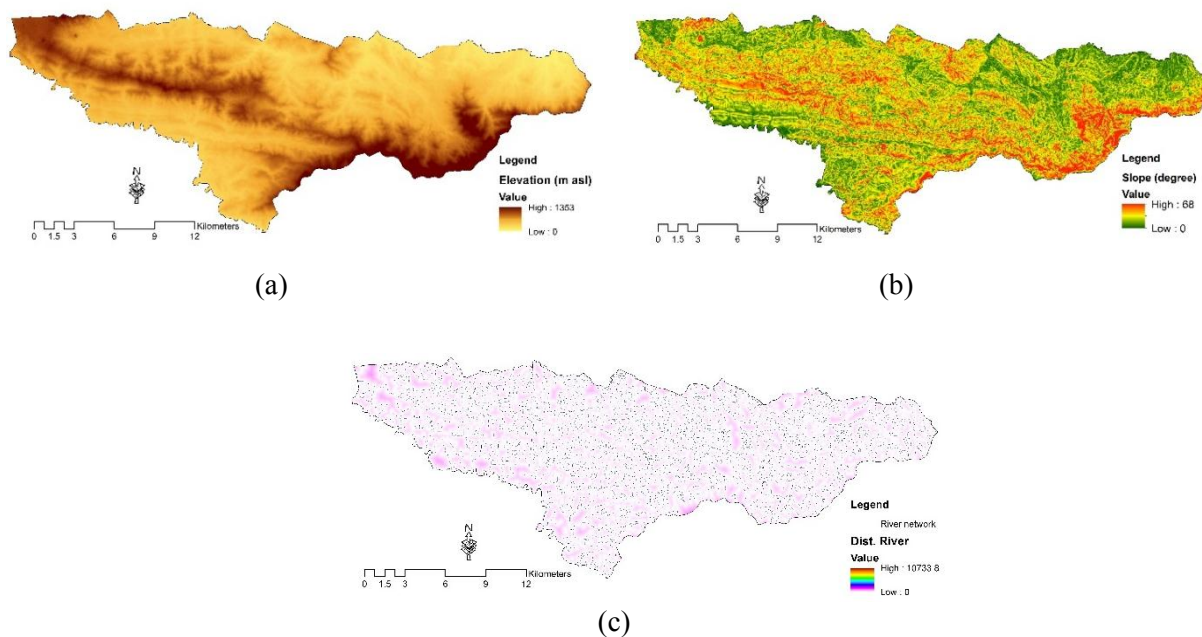 N
Legend
Elevation (m asl)
Value
High : 1353
Low : 0
Kilometers
0 1.5 3 6 9 12
(a)
N
Legend
Slope (degree)
Value
High : 68
Low : 0
Kilometers
0 1.5 3 6 9 12
(b)
N
Legend
River network
Dist. River
Value
High : 10733.8
Low : 0
Kilometers
0 1.5 3 6 9 12
(c)